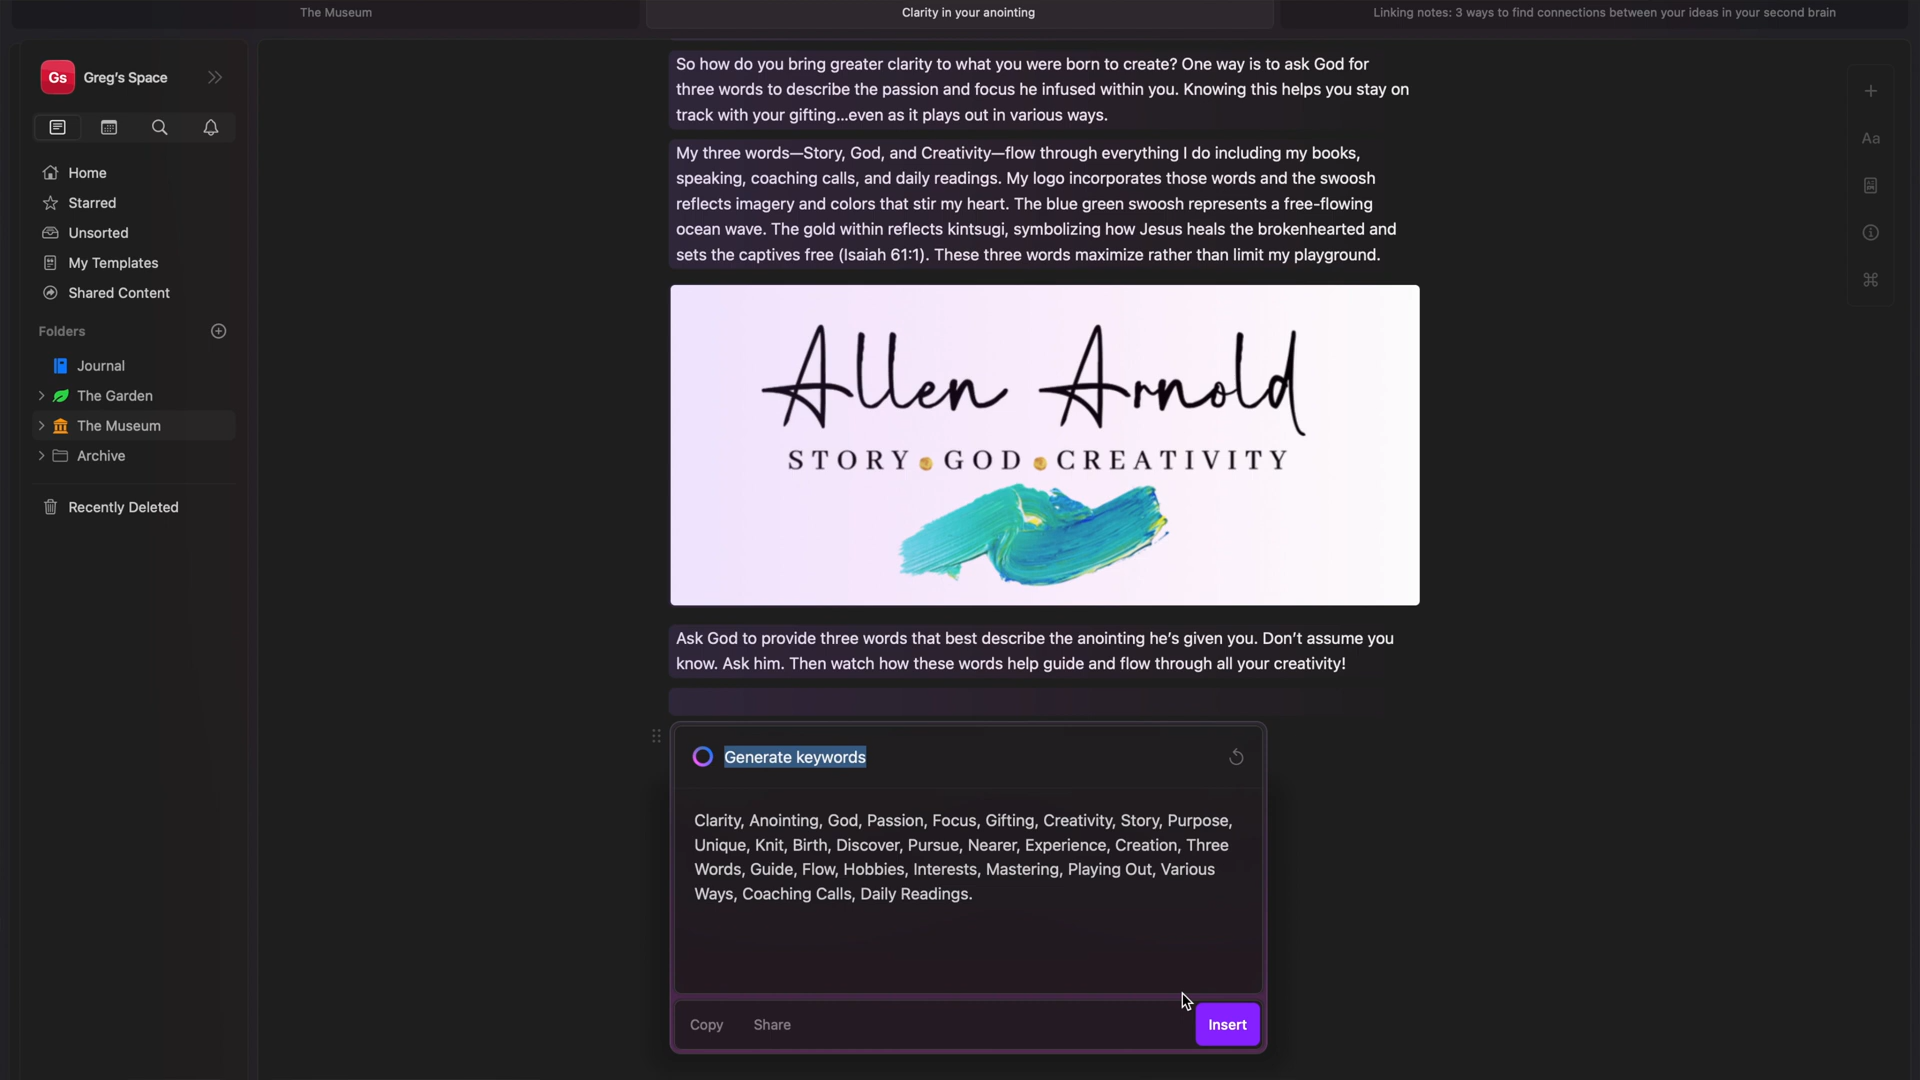 The Museum
Clarity in your anointing
Linking notes: 3 ways to find connections between your ideas in your second brain
Gs
Greg's Space
Home
Starred
Unsorted
My Templates
Shared Content
Folders
Journal
The Garden
The Museum
Archive
Recently Deleted
So how do you bring greater clarity to what you were born to create? One way is to ask God for
three words to describe the passion and focus he infused within you. Knowing this helps you stay on
track with your gifting...even as it plays out in various ways.
My three words—Story, God, and Creativity—flow through everything I do including my books,
speaking, coaching calls, and daily readings. My logo incorporates those words and the swoosh
reflects imagery and colors that stir my heart. The blue green swoosh represents a free-flowing
ocean wave. The gold within reflects kintsugi, symbolizing how Jesus heals the brokenhearted and
sets the captives free (Isaiah 61:1). These three words maximize rather than limit my playground.
Allen Arnold
STORY GOD CREATIVITY
Ask God to provide three words that best describe the anointing he's given you. Don't assume you
know. Ask him. Then watch how these words help guide and flow through all your creativity!
Generate keywords
Clarity, Anointing, God, Passion, Focus, Gifting, Creativity, Story, Purpose,
Unique, Knit, Birth, Discover, Pursue, Nearer, Experience, Creation, Three
Words, Guide, Flow, Hobbies, Interests, Mastering, Playing Out, Various
Ways, Coaching Calls, Daily Readings.
Copy
Share
Insert
Aa